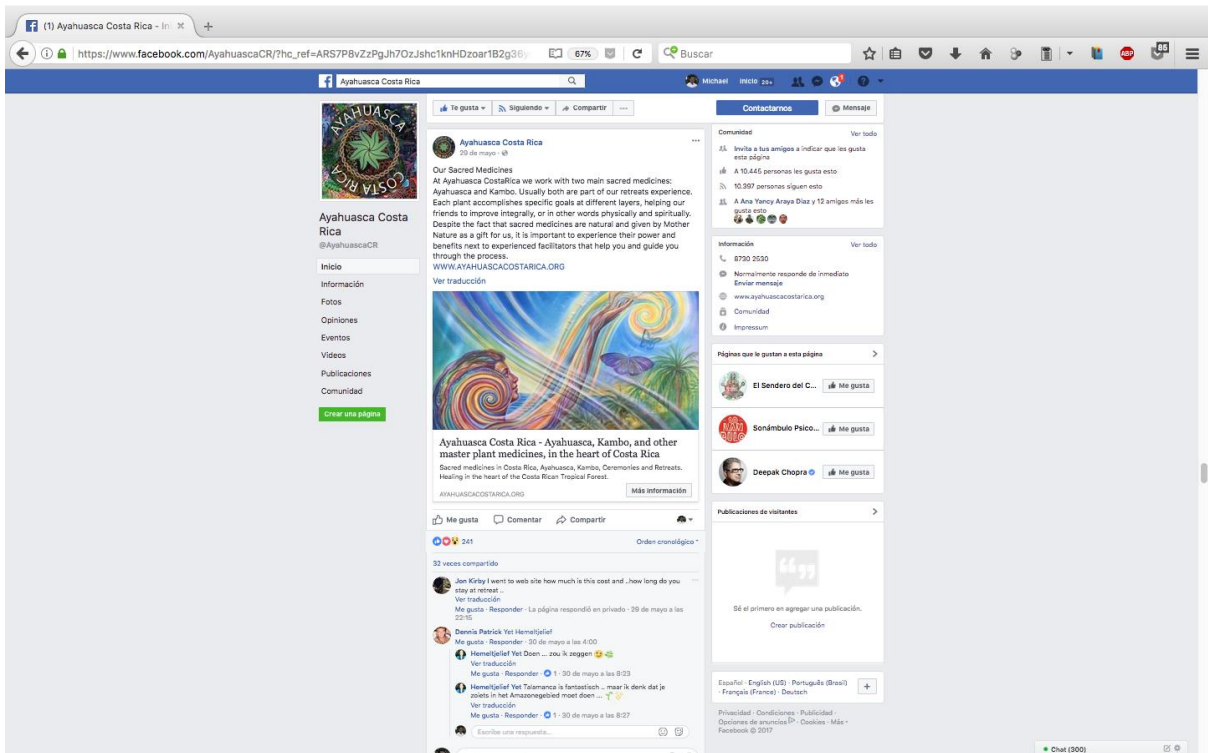 (1) Ayahuasca Costa Rica - In
https://www.facebook.com/AyahuascaCR/?hc_ref=ARS7P8vZzPgJh7OzJshc1knHDzoar1B2g36y
67%
Buscar
ABP
86
Ayahuasca Costa Rica
Michael
Inicio 20+
1
AYAHUASCA
COSTA RICA
Ayahuasca Costa
Rica
@AyahuascaCR
Inicio
Información
Fotos
Opiniones
Eventos
Videos
Publicaciones
Comunidad
Crear una página
Te gusta
Siguiendo
Compartir
Ayahuasca Costa Rica
29 de mayo ·
Our Sacred Medicines
At Ayahuasca CostaRica we work with two main sacred medicines:
Ayahuasca and Kambo. Usually both are part of our retreats experience.
Each plant accomplishes specific goals at different layers, helping our
friends to improve integrally, or in other words physically and spiritually.
Despite the fact that sacred medicines are natural and given by Mother
Nature as a gift for us, it is important to experience their power and
benefits next to experienced facilitators that help you and guide you
through the process.
WWW.AYAHUASCACOSTARICA.ORG
Ver traducción
Ayahuasca Costa Rica - Ayahuasca, Kambo, and other
master plant medicines, in the heart of Costa Rica
Sacred medicines in Costa Rica, Ayahuasca, Kambo, Ceremonies and Retreats.
Healing in the heart of the Costa Rican Tropical Forest.
AYAHUASCACOSTARICA.ORG
Más información
Me gusta
Comentar
Compartir
241
Orden cronológico
32 veces compartido
Jon Kirby I went to web site how much is this cost and ..how long do you
stay at retreat ..
Ver traducción
Me gusta · Responder · La página respondió en privado · 29 de mayo a las
22:15
Dennis Patrick Yet Hemeltjelief
Me gusta · Responder · 30 de mayo a las 4:00
Hemeltjelief Yet Doen ... zou ik zeggen
Ver traducción
Me gusta · Responder · 1 · 30 de mayo a las 8:23
Hemeltjelief Yet Talamanca is fantastisch .. maar ik denk dat je
zoiets in het Amazonegebied moet doen ...
Ver traducción
Me gusta · Responder · 1 · 30 de mayo a las 8:27
Escribe una respuesta...
Contactarnos
Mensaje
Comunidad
Ver todo
Invita a tus amigos a indicar que les gusta
esta página
A 10.445 personas les gusta esto
10.397 personas siguen esto
A Ana Yancy Araya Diaz y 12 amigos más les
gusta esto
Información
Ver todo
8730 2530
Normalmente responde de inmediato
Enviar mensaje
www.ayahuascacostarica.org
Comunidad
Impressum
Páginas que le gustan a esta página
El Sendero del C...
Me gusta
Sonámbulo Psico...
Me gusta
Deepak Chopra
Me gusta
Publicaciones de visitantes
Sé el primero en agregar una publicación.
Crear publicación
Español · English (US) · Português (Brasil)
· Français (France) · Deutsch
Privacidad · Condiciones · Publicidad ·
Opciones de anuncios · Cookies · Más
Facebook © 2017
Chat (300)